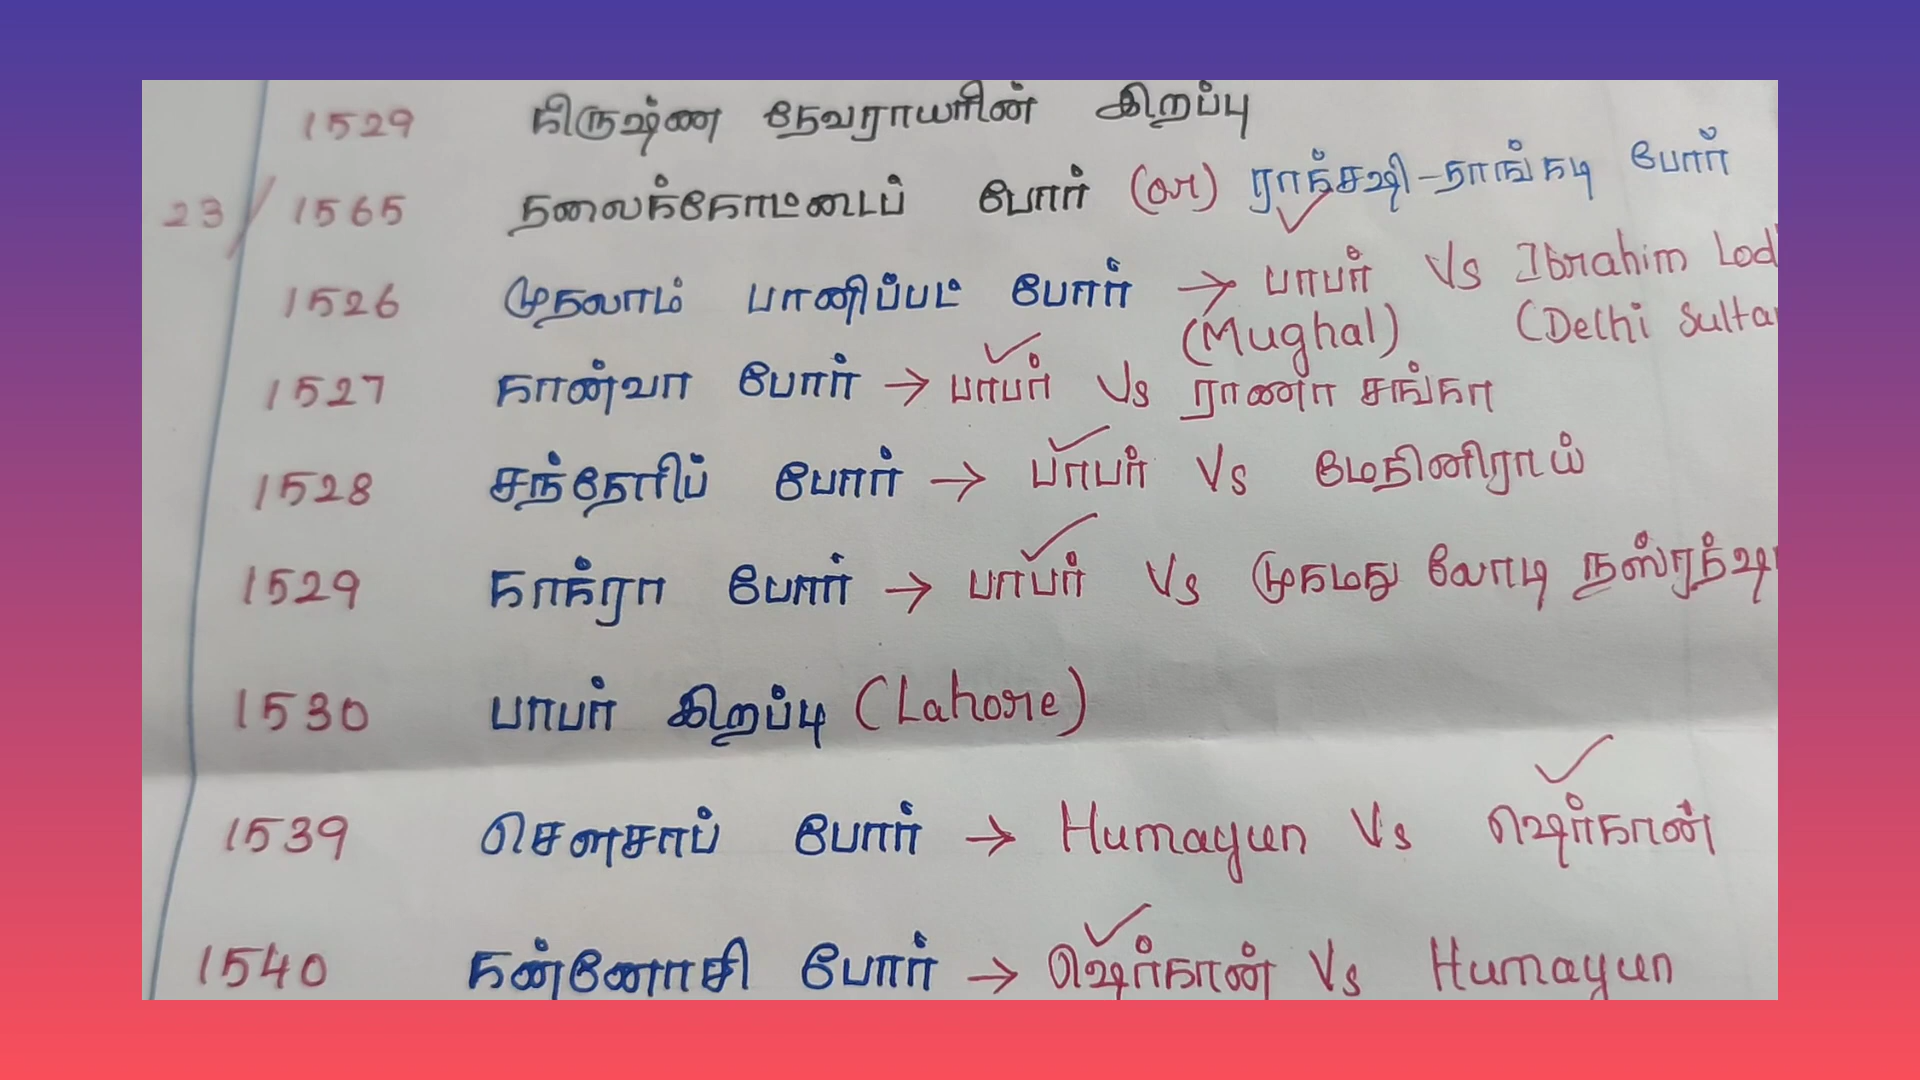 1529 கிருஷ்ண தேவராயரின் இறப்பு
23/ 1565 தலைக்கோட்டைப் போர் (or) ராக்சஷி-தாங்கடி போர்
1526 முதலாம் பானிப்பட் போர் → பாபர் Vs Ibrahim Lod
(Mughal) (Delhi Sulta
1527 கான்வா போர் → பாபர் Vs ராணா சங்கா
1528 சந்தேரிப் போர் → பாபர் Vs மேதினிராய்
1529 காக்ரா போர் → பாபர் Vs முகமது லோடி நஸ்ரத்ஷா
1530 பாபர் இறப்பு (Lahore)
1539 சௌசாப் போர் → Humayun Vs ஷெர்கான்
1540 கன்னோசி போர் → ஷெர்கான் Vs Humayun